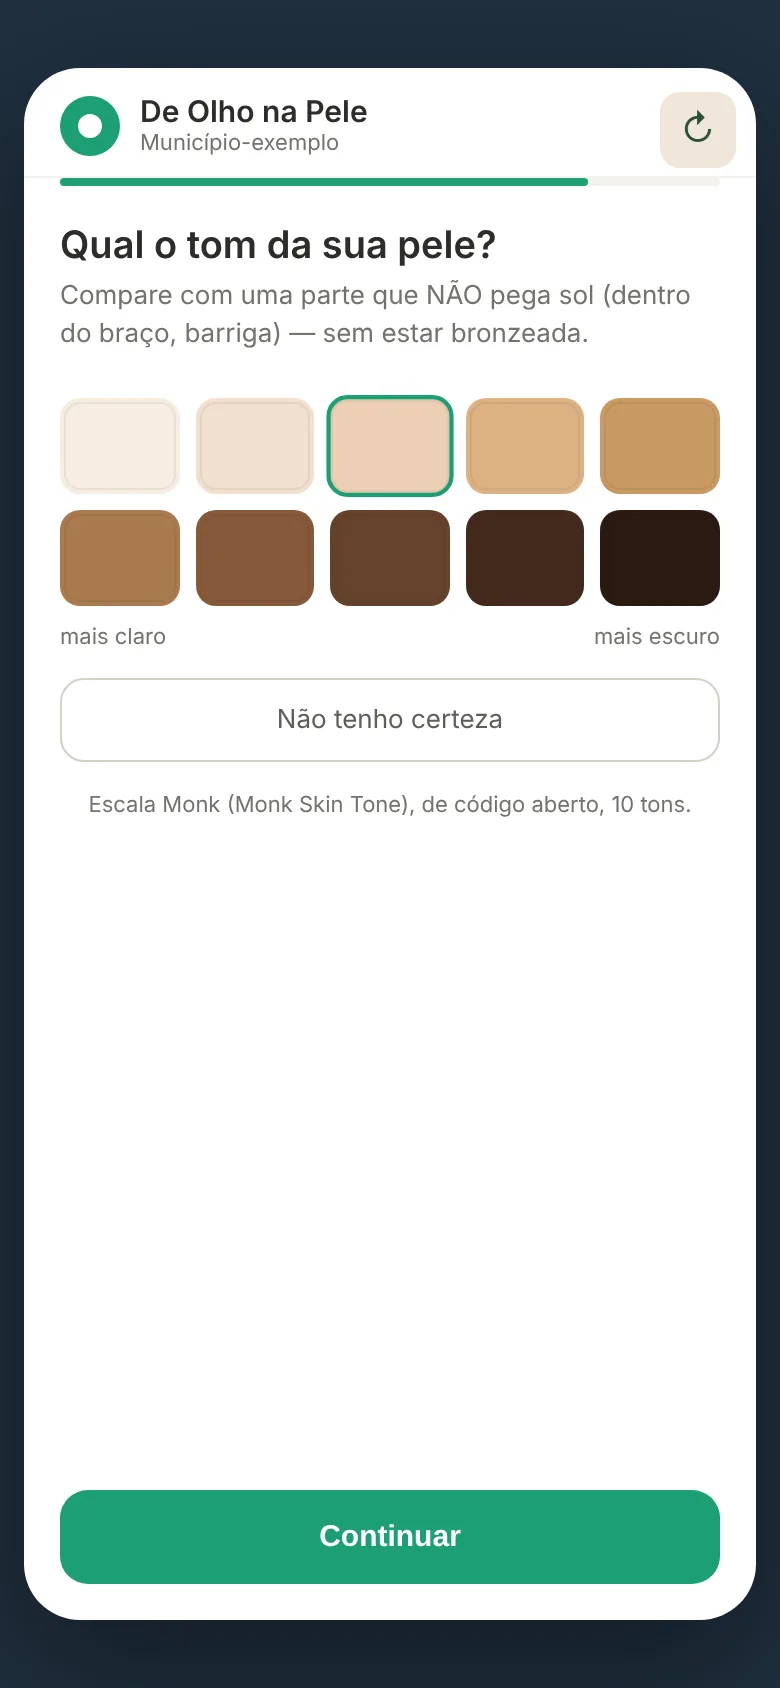 De Olho na Pele
Município-exemplo
Qual o tom da sua pele?
Compare com uma parte que NÃO pega sol (dentro
do braço, barriga) — sem estar bronzeada.
mais claro
mais escuro
Não tenho certeza
Escala Monk (Monk Skin Tone), de código aberto, 10 tons.
Continuar